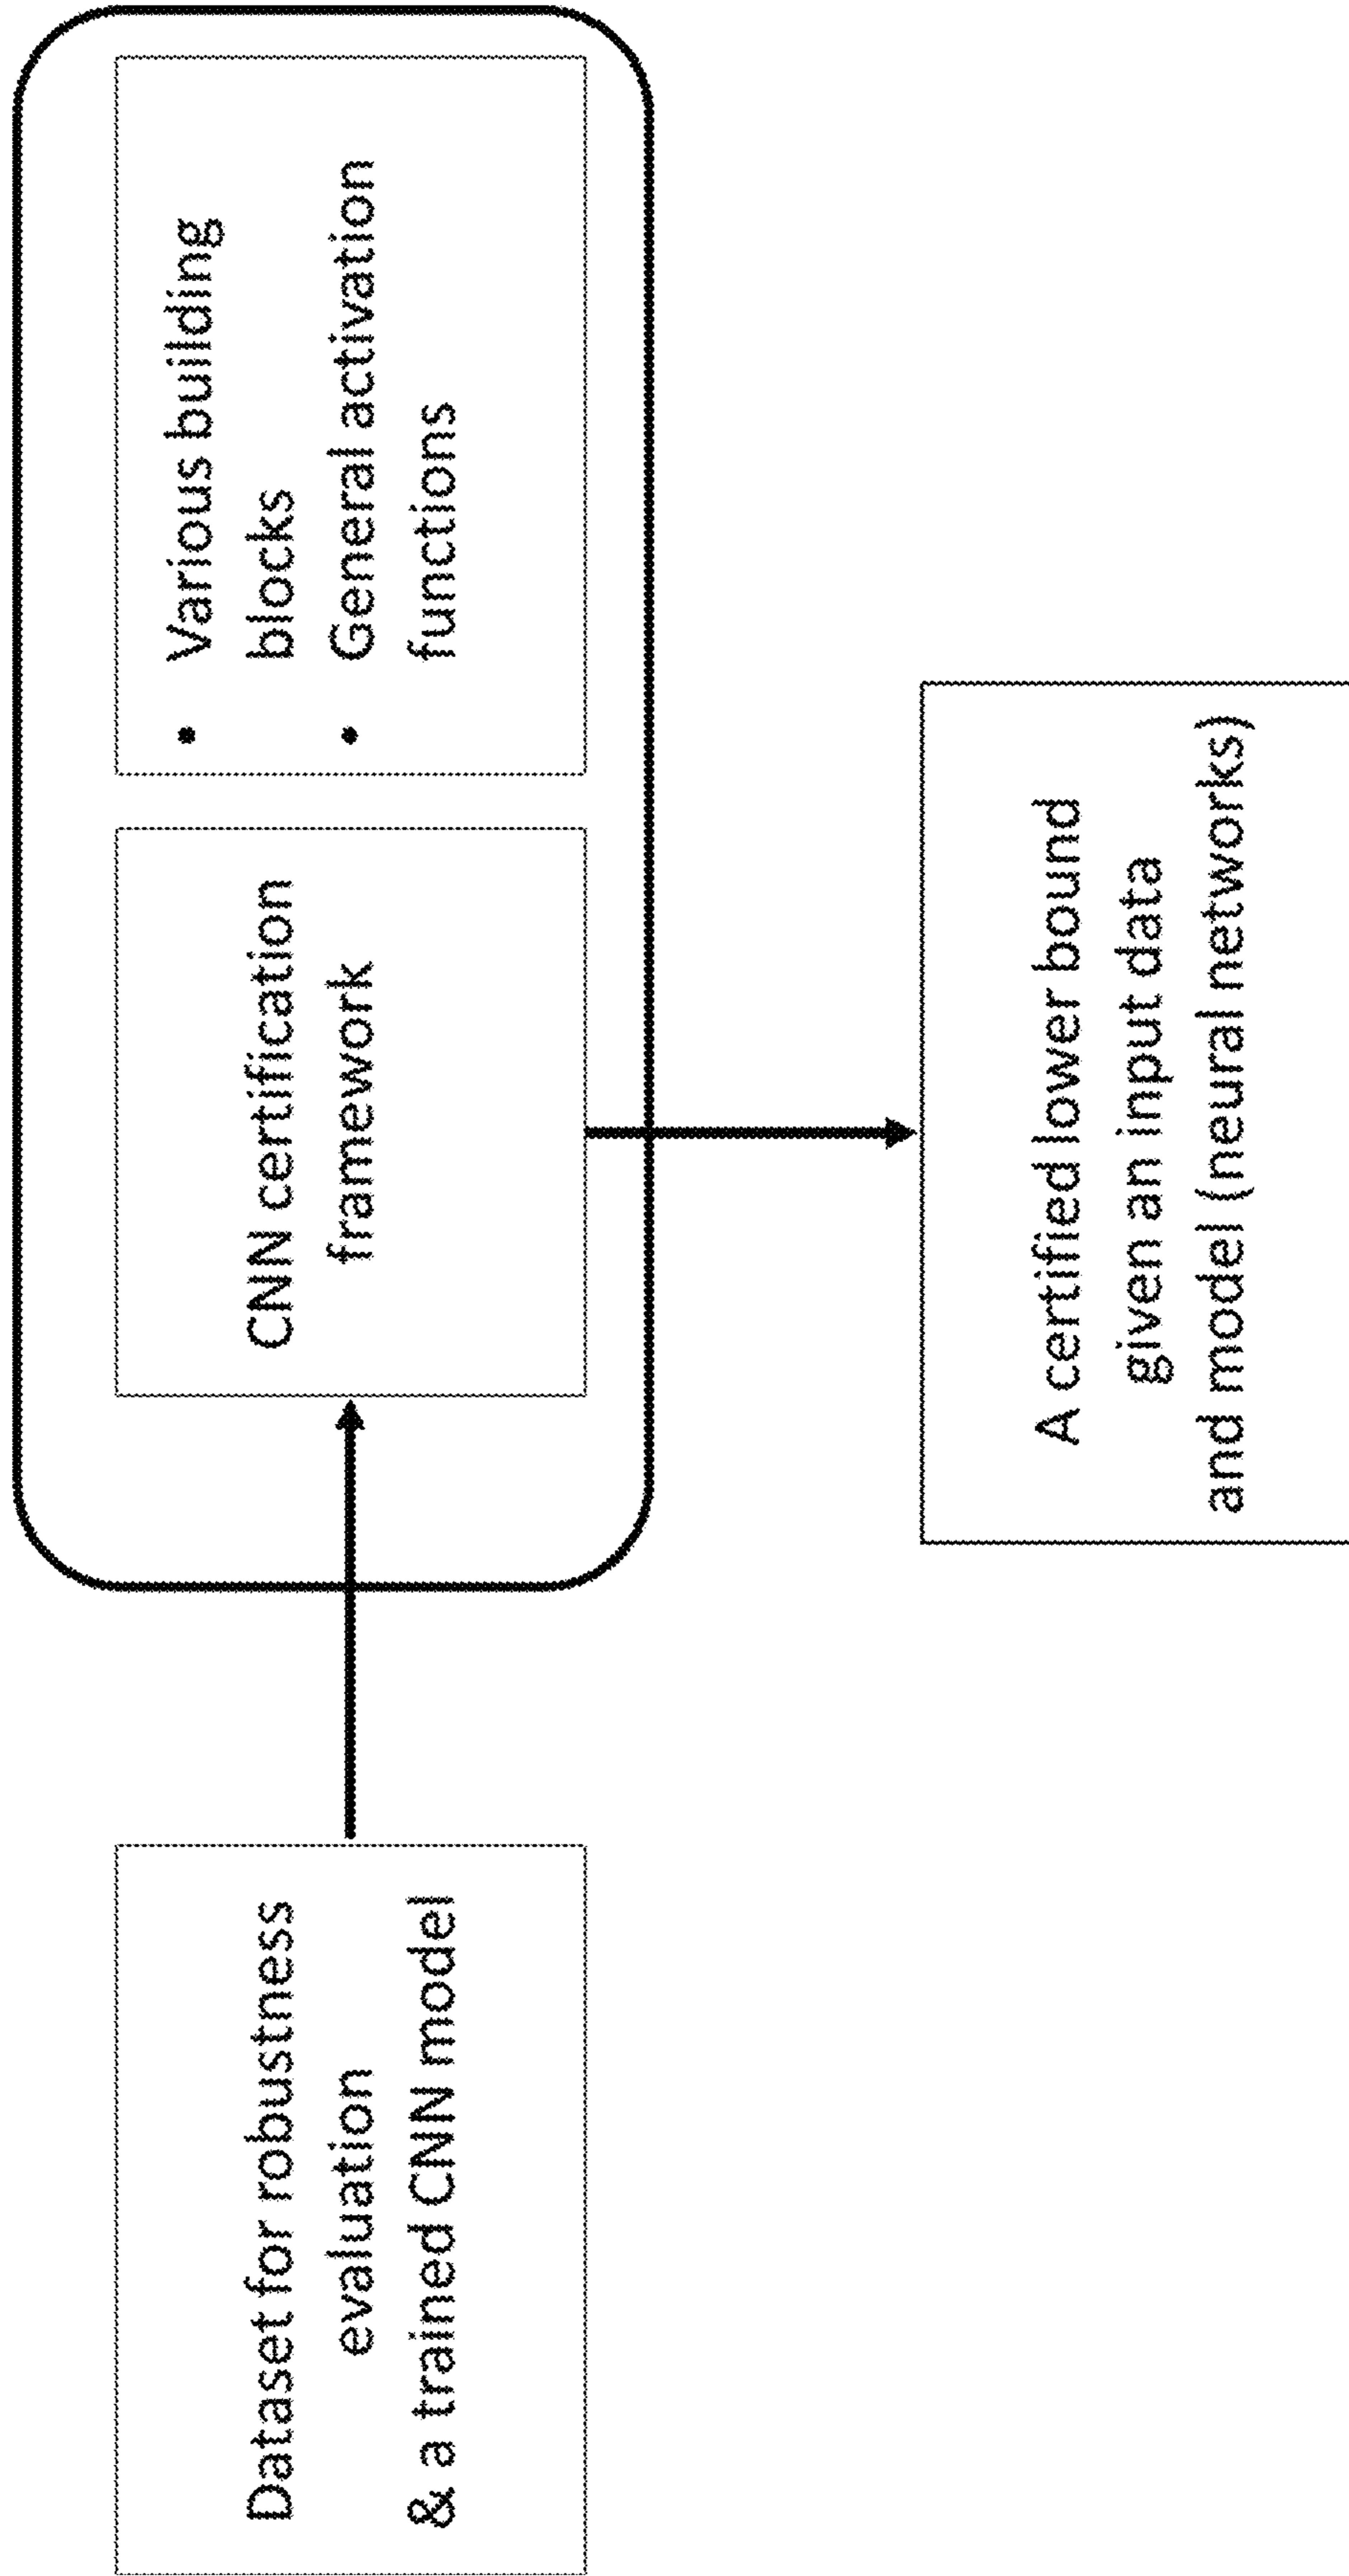 Dataset for robustness
evaluation
& a trained CNN model
CNN certification
framework
• Various building
blocks
• General activation
functions
A certified lower bound
given an input data
and model (neural networks)